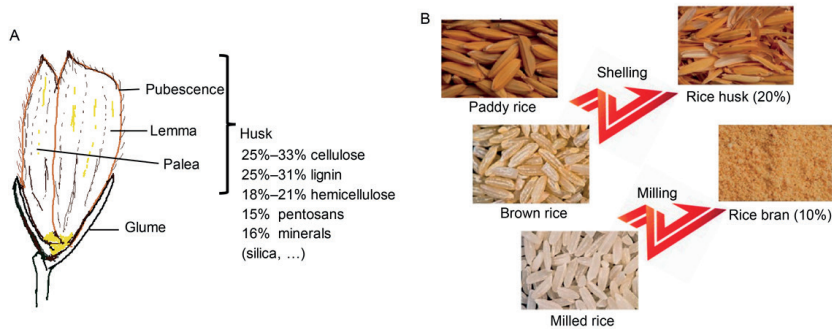 A
Pubescence
Lemma
Palea
Glume
Husk
25%–33% cellulose
25%–31% lignin
18%–21% hemicellulose
15% pentosans
16% minerals
(silica, ...)
B
Paddy rice
Shelling
Rice husk (20%)
Brown rice
Milling
Rice bran (10%)
Milled rice